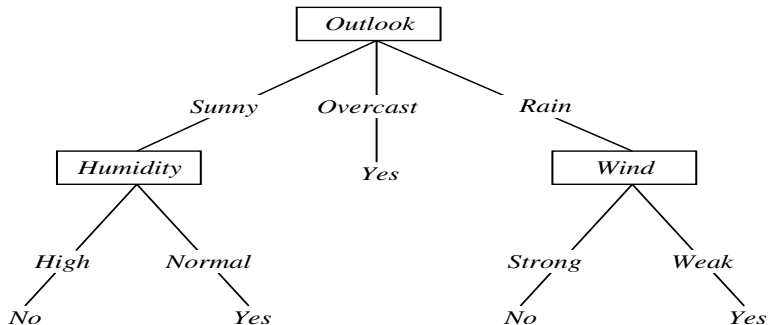 Outlook
Sunny Overcast Rain
Humidity Yes Wind
High Normal Strong Weak
No Yes No Yes